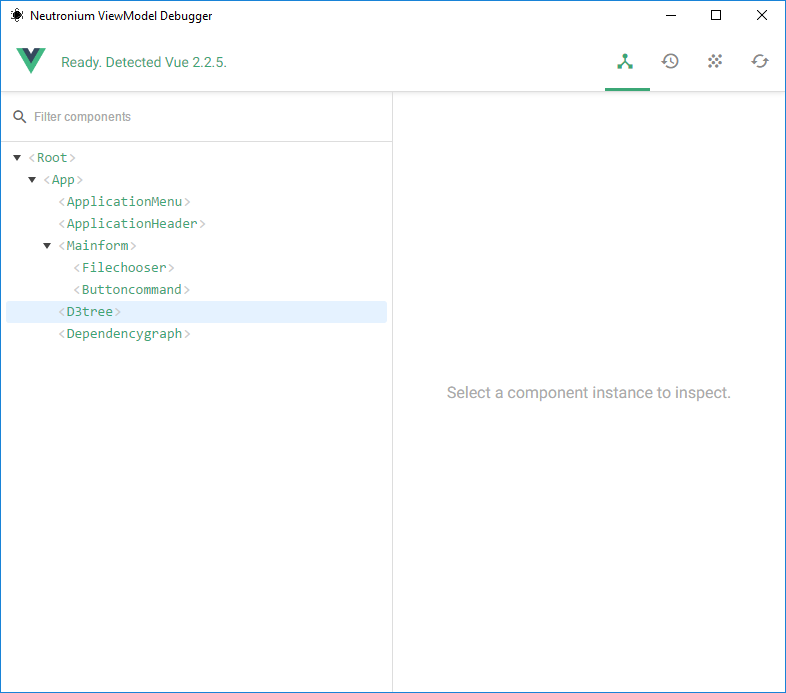 Neutronium ViewModel Debugger
Ready. Detected Vue 2.2.5.
Filter components
<Root>
<App>
<ApplicationMenu>
<ApplicationHeader>
<Mainform>
<Filechooser>
<Buttoncommand>
<D3tree>
<Dependencygraph>
Select a component instance to inspect.